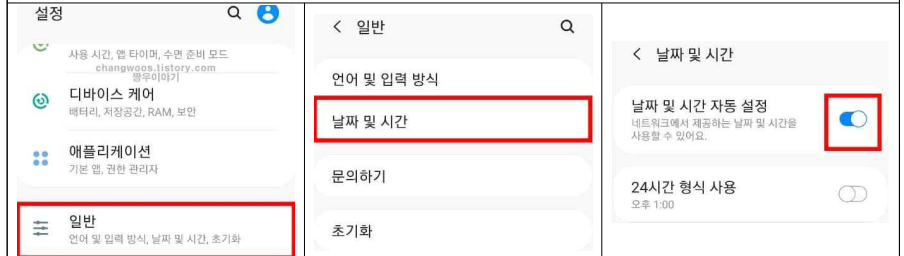 설정
사용 시간, 앱 타이머, 수면 준비 모드
changwoos.tistory.com
짱우이야기
디바이스 케어
배터리, 저장공간, RAM, 보안
애플리케이션
기본 앱, 권한 관리자
일반
언어 및 입력 방식, 날짜 및 시간, 초기화
일반
언어 및 입력 방식
날짜 및 시간
문의하기
초기화
날짜 및 시간
날짜 및 시간 자동 설정
네트워크에서 제공하는 날짜 및 시간을
사용할 수 있어요.
24시간 형식 사용
오후 1:00